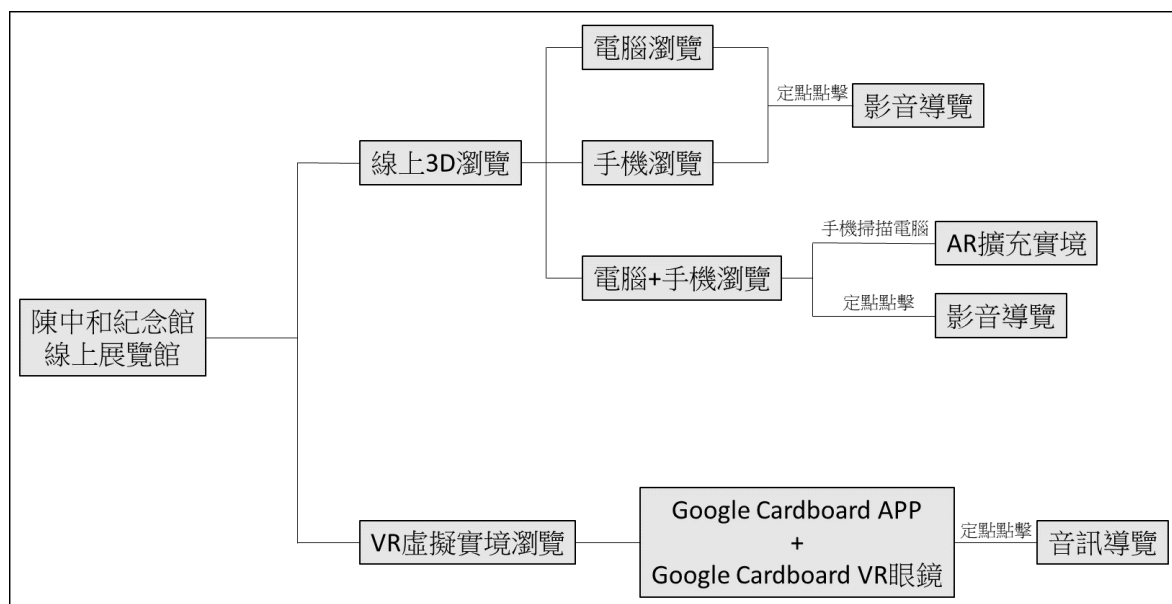 電腦瀏覽
定點點擊
影音導覽
線上3D瀏覽
手機瀏覽
手機掃描電腦
AR擴充實境
電腦+手機瀏覽
定點點擊
影音導覽
陳中和紀念館
線上展覽館
VR虛擬實境瀏覽
Google Cardboard APP
+
Google Cardboard VR眼鏡
定點點擊
音訊導覽